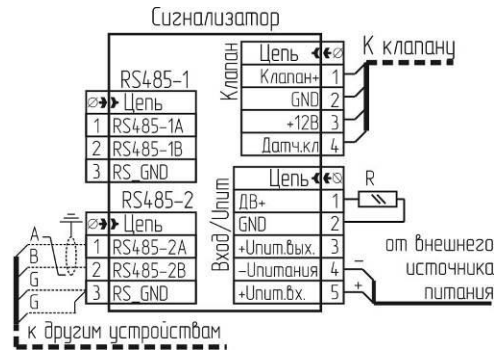 Сигнализатор
RS485-1
Цепь
1 RS485-1A
2 RS485-1B
3 RS_GND
RS485-2
Цепь
1 RS485-2A
2 RS485-2B
3 RS_GND
A
B
G
G
к другим устройствам
Клапан
Цепь
Клапан+ 1
GND 2
+12В 3
Датч.кл 4
К клапану
Вход/Uпит
Цепь
ДВ+ 1
GND 2
+Uпит.вых. 3
-Uпитания 4
+Uпит.вх. 5
R
от внешнего
источника
питания
−
+